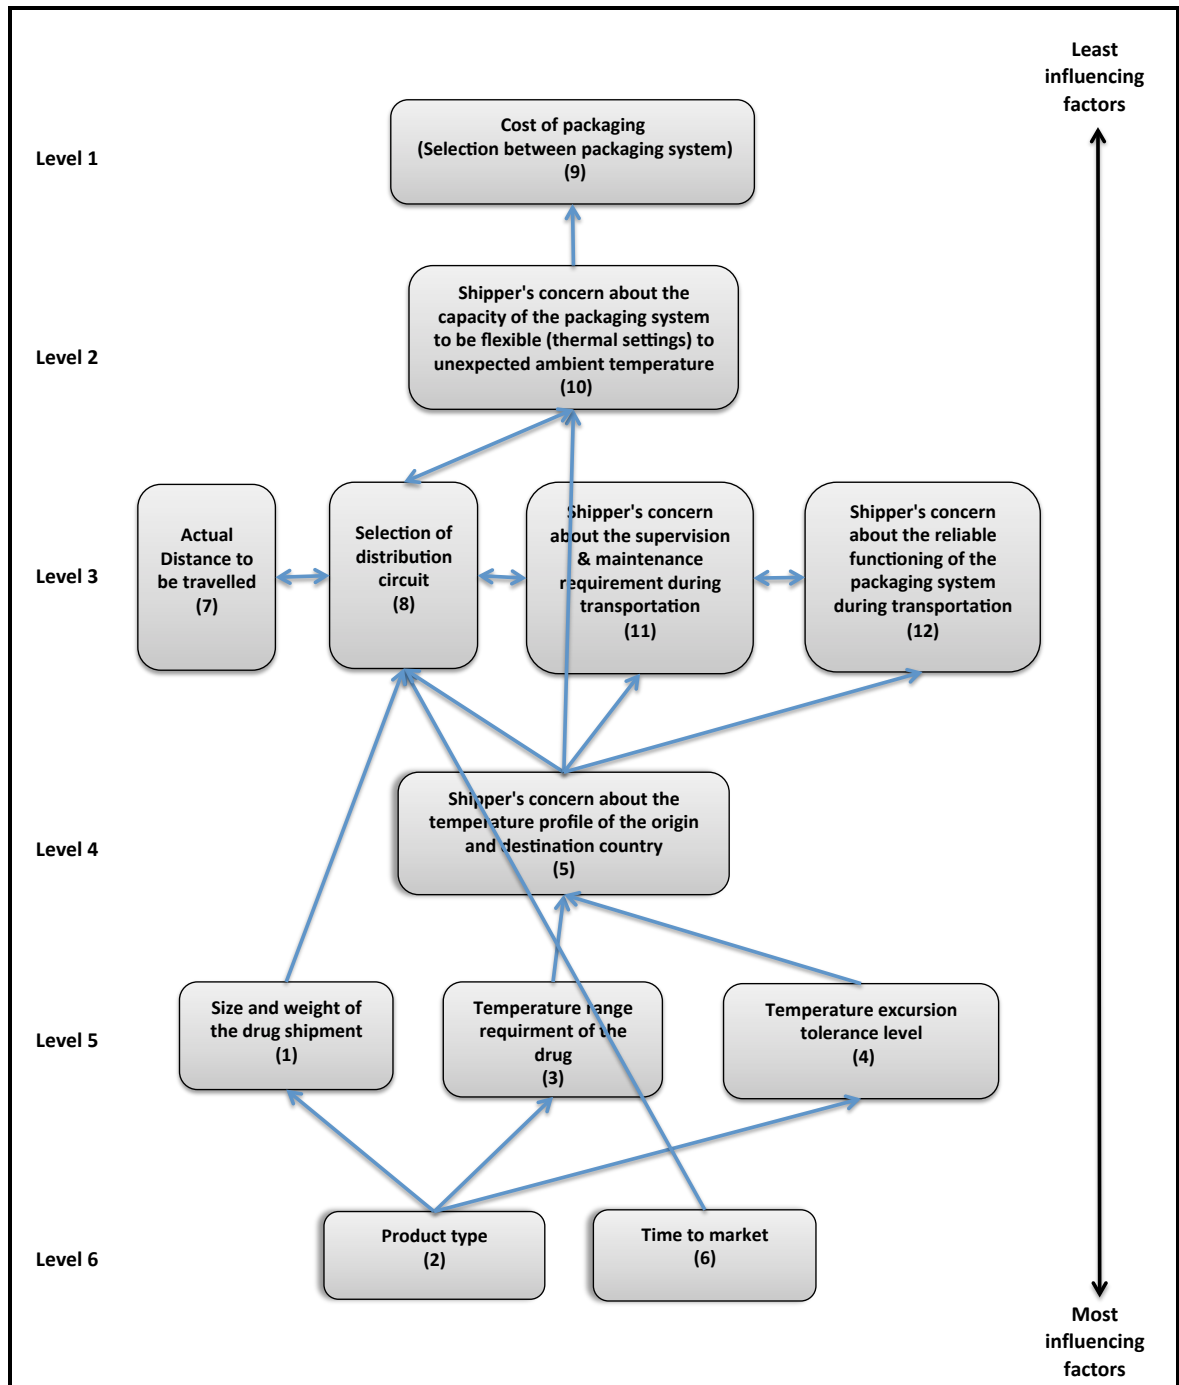 Least
influencing
factors
Level 1
Cost of packaging
(Selection between packaging system)
(9)
Level 2
Shipper's concern about the
capacity of the packaging system
to be flexible (thermal settings) to
unexpected ambient temperature
(10)
Level 3
Actual
Distance to
be travelled
(7)
Selection of
distribution
circuit
(8)
Shipper's concern
about the supervision
& maintenance
requirement during
transportation
(11)
Shipper's concern
about the reliable
functioning of the
packaging system
during transportation
(12)
Level 4
Shipper's concern about the
temperature profile of the origin
and destination country
(5)
Level 5
Size and weight of
the drug shipment
(1)
Temperature range
requirment of the
drug
(3)
Temperature excursion
tolerance level
(4)
Level 6
Product type
(2)
Time to market
(6)
Most
influencing
factors